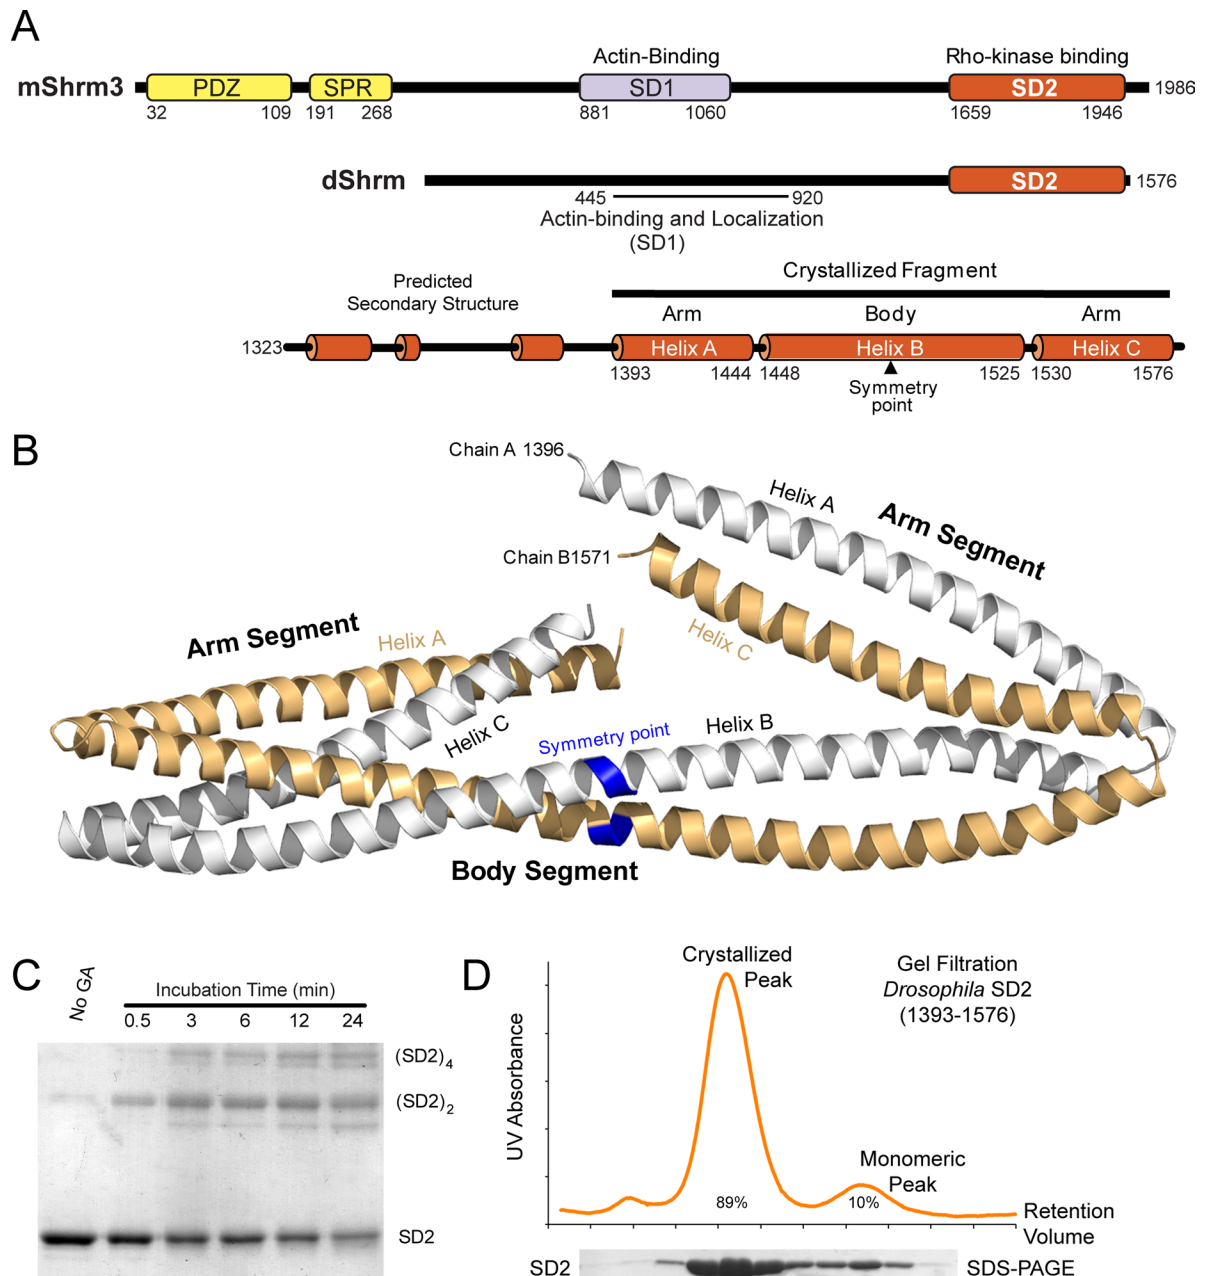 A
Actin-Binding
Rho-kinase binding
mShrm3
PDZ
SPR
SD1
SD2
1986
32
109
191
268
881
1060
1659
1946
dShrm
SD2
1576
445
920
Actin-binding and Localization
(SD1)
Crystallized Fragment
Predicted
Secondary Structure
Arm
Body
Arm
1323
Helix A
Helix B
Helix C
1393
1444
1448
1525
1530
1576
Symmetry
point
B
Chain A 1396
Helix A
Arm Segment
Chain B1571
Helix C
Arm Segment
Helix A
Helix C
Symmetry point
Helix B
Body Segment
C
No GA
Incubation Time (min)
0.5 3 6 12 24
(SD2)4
(SD2)2
SD2
D
Crystallized
Peak
Gel Filtration
Drosophila SD2
(1393-1576)
UV Absorbance
Monomeric
Peak
89%
10%
Retention
Volume
SD2
SDS-PAGE